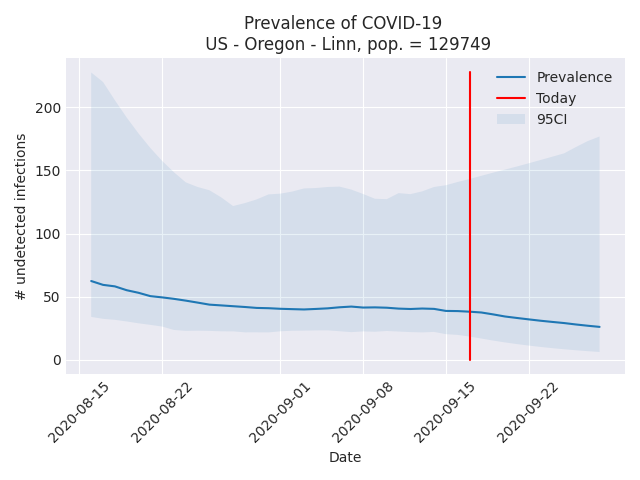 Prevalence of COVID-19
US - Oregon - Linn, pop. = 129749
# undetected infections
200
150
100
50
0
Prevalence
Today
95CI
2020-08-15
2020-08-22
2020-09-01
2020-09-08
2020-09-15
2020-09-22
Date